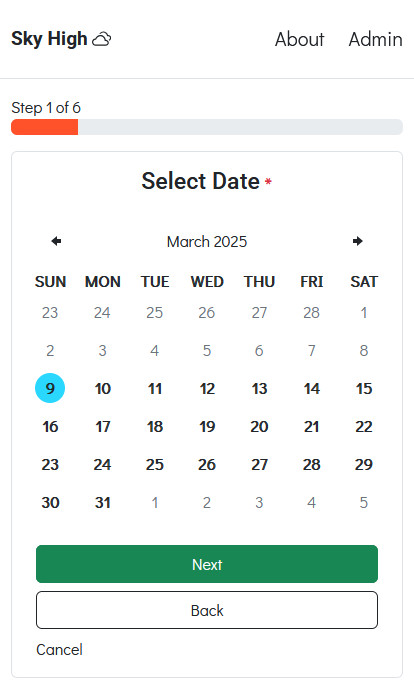 Sky High
About Admin
Step 1 of 6
Select Date *
March 2025
SUN MON TUE WED THU FRI SAT
23 24 25 26 27 28 1
2 3 4 5 6 7 8
9 10 11 12 13 14 15
16 17 18 19 20 21 22
23 24 25 26 27 28 29
30 31 1 2 3 4 5
Next
Back
Cancel